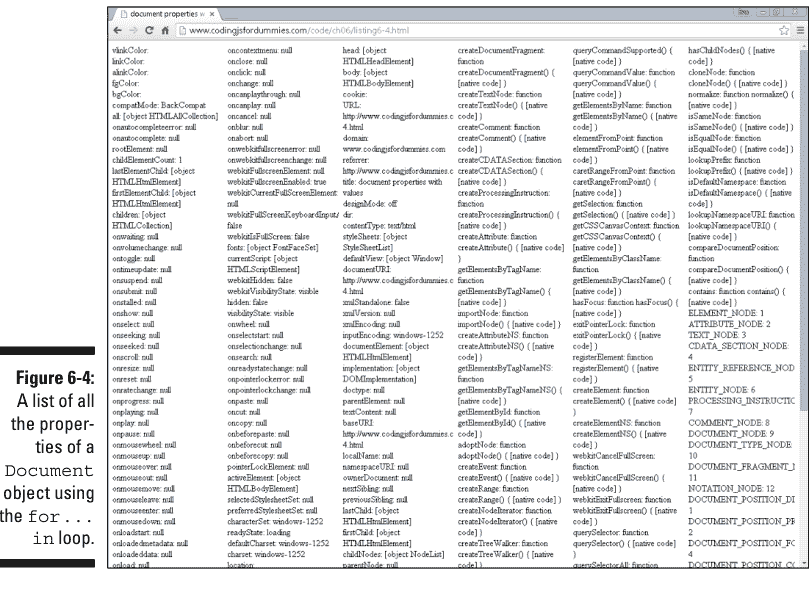 document properties w
www.codingjsfordummies.com/code/ch06/listing6-4.html
vlinkColor:
linkColor:
alinkColor:
fgColor:
bgColor:
compatMode: BackCompat
all: [object HTMLAllCollection]
onautocompleteerror: null
onautocomplete: null
rootElement: null
childElementCount: 1
lastElementChild: [object
HTMLHtmlElement]
firstElementChild: [object
HTMLHtmlElement]
children: [object
HTMLCollection]
onwaiting: null
onvolumechange: null
ontoggle: null
ontimeupdate: null
onsuspend: null
onsubmit: null
onstalled: null
onshow: null
onselect: null
onseeking: null
onseeked: null
onscroll: null
onresize: null
onreset: null
onratechange: null
onprogress: null
onplaying: null
onplay: null
onpause: null
onmousewheel: null
onmouseup: null
onmouseover: null
onmouseout: null
onmousemove: null
onmouseleave: null
onmouseenter: null
onmousedown: null
onloadstart: null
onloadedmetadata: null
onloadeddata: null
onload: null
oncontextmenu: null
onclose: null
onclick: null
onchange: null
oncanplaythrough: null
oncanplay: null
oncancel: null
onblur: null
onabort: null
onwebkitfullscreenerror: null
onwebkitfullscreenchange: null
webkitFullscreenElement: null
webkitFullscreenEnabled: true
webkitCurrentFullScreenElement:
null
webkitFullScreenKeyboardInput
false
webkitIsFullScreen: false
fonts: [object FontFaceSet]
currentScript: [object
HTMLScriptElement]
webkitHidden: false
webkitVisibilityState: visible
hidden: false
visibilityState: visible
onwheel: null
onselectstart: null
onselectionchange: null
onsearch: null
onreadystatechange: null
onpointerlockerror: null
onpointerlockchange: null
onpaste: null
oncut: null
oncopy: null
onbeforepaste: null
onbeforecut: null
onbeforecopy: null
pointerLockElement: null
activeElement: [object
HTMLBodyElement]
selectedStylesheetSet: null
preferredStylesheetSet: null
characterSet: windows-1252
readyState: loading
defaultCharset: windows-1252
charset: windows-1252
location:
head: [object
HTMLHeadElement]
body: [object
HTMLBodyElement]
cookie:
URL:
http://www.codingjsfordummies.c
4.html
domain:
www.codingjsfordummies.com
referrer:
http://www.codingjsfordummies.c
title: document properties with
values
dir:
contentType: text/html
styleSheets: [object
StyleSheetList]
defaultView: [object Window]
documentURI:
http://www.codingjsfordummies.c
4.html
xmlStandalone: false
xmlVersion: null
xmlEncoding: null
inputEncoding: windows-1252
documentElement: [object
HTMLHtmlElement]
implementation: [object
DOMImplementation]
doctype: null
parentElement: null
textContent: null
baseURI:
http://www.codingjsfordummies.c
4.html
localName: null
namespaceURI: null
ownerDocument: null
nextSibling: null
previousSibling: null
lastChild: [object
HTMLHtmlElement]
firstChild: [object
HTMLHtmlElement]
childNodes: [object NodeList]
parentNode: null
createDocumentFragment:
function
createDocumentFragment() {
[native code] }
createTextNode: function
createTextNode() { [native
code] }
createComment: function
createComment() { [native
code] }
createCDATASection: function
createCDATASection() {
[native code] }
createProcessingInstruction:
function
createProcessingInstruction() {
[native code] }
createAttribute: function
createAttribute() { [native code]
}
getElementsByTagName:
function
getElementsByTagName() {
[native code] }
importNode: function
importNode() { [native code] }
createAttributeNS: function
createAttributeNS() { [native
code] }
getElementsByTagNameNS:
function
getElementsByTagNameNS() {
[native code] }
getElementById: function
getElementById() { [native
code] }
adoptNode: function
adoptNode() { [native code] }
createEvent: function
createEvent() { [native code] }
createRange: function
createRange() { [native code] }
createNodeIterator: function
createNodeIterator() { [native
code] }
createTreeWalker: function
createTreeWalker() { [native
code] }
queryCommandSupported() {
[native code] }
queryCommandValue: function
queryCommandValue() {
[native code] }
getElementsByName: function
getElementsByName() { [native
code] }
elementFromPoint: function
elementFromPoint() { [native
code] }
caretRangeFromPoint: function
caretRangeFromPoint() {
[native code] }
getSelection: function
getSelection() { [native code] }
getCSSCanvasContext: function
getCSSCanvasContext() {
[native code] }
getElementsByClassName:
function
getElementsByClassName() {
[native code] }
hasFocus: function hasFocus() {
[native code] }
exitPointerLock: function
exitPointerLock() { [native
code] }
registerElement: function
registerElement() { [native
code] }
createElement: function
createElement() { [native code]
}
createElementNS: function
createElementNS() { [native
code] }
webkitCancelFullScreen:
function
webkitCancelFullScreen() {
[native code] }
webkitExitFullscreen: function
webkitExitFullscreen() { [native
code] }
querySelector: function
querySelector() { [native code]
}
querySelectorAll: function
hasChildNodes() { [native
code] }
cloneNode: function
cloneNode() { [native code] }
normalize: function normalize() {
[native code] }
isSameNode: function
isSameNode() { [native code] }
isEqualNode: function
isEqualNode() { [native code] }
lookupPrefix: function
lookupPrefix() { [native code] }
isDefaultNamespace: function
isDefaultNamespace() { [native
code] }
lookupNamespaceURI: function
lookupNamespaceURI() {
[native code] }
compareDocumentPosition:
function
compareDocumentPosition() {
[native code] }
contains: function contains() {
[native code] }
ELEMENT_NODE: 1
ATTRIBUTE_NODE: 2
TEXT_NODE: 3
CDATA_SECTION_NODE:
4
ENTITY_REFERENCE_NOD
5
ENTITY_NODE: 6
PROCESSING_INSTRUCTIC
7
COMMENT_NODE: 8
DOCUMENT_NODE: 9
DOCUMENT_TYPE_NODE:
10
DOCUMENT_FRAGMENT_
11
NOTATION_NODE: 12
DOCUMENT_POSITION_DI
1
DOCUMENT_POSITION_PR
2
DOCUMENT_POSITION_FO
4
DOCUMENT_POSITION_CO
Figure 6-4:
A list of all
the proper-
ties of a
Document
object using
the for...
in loop.